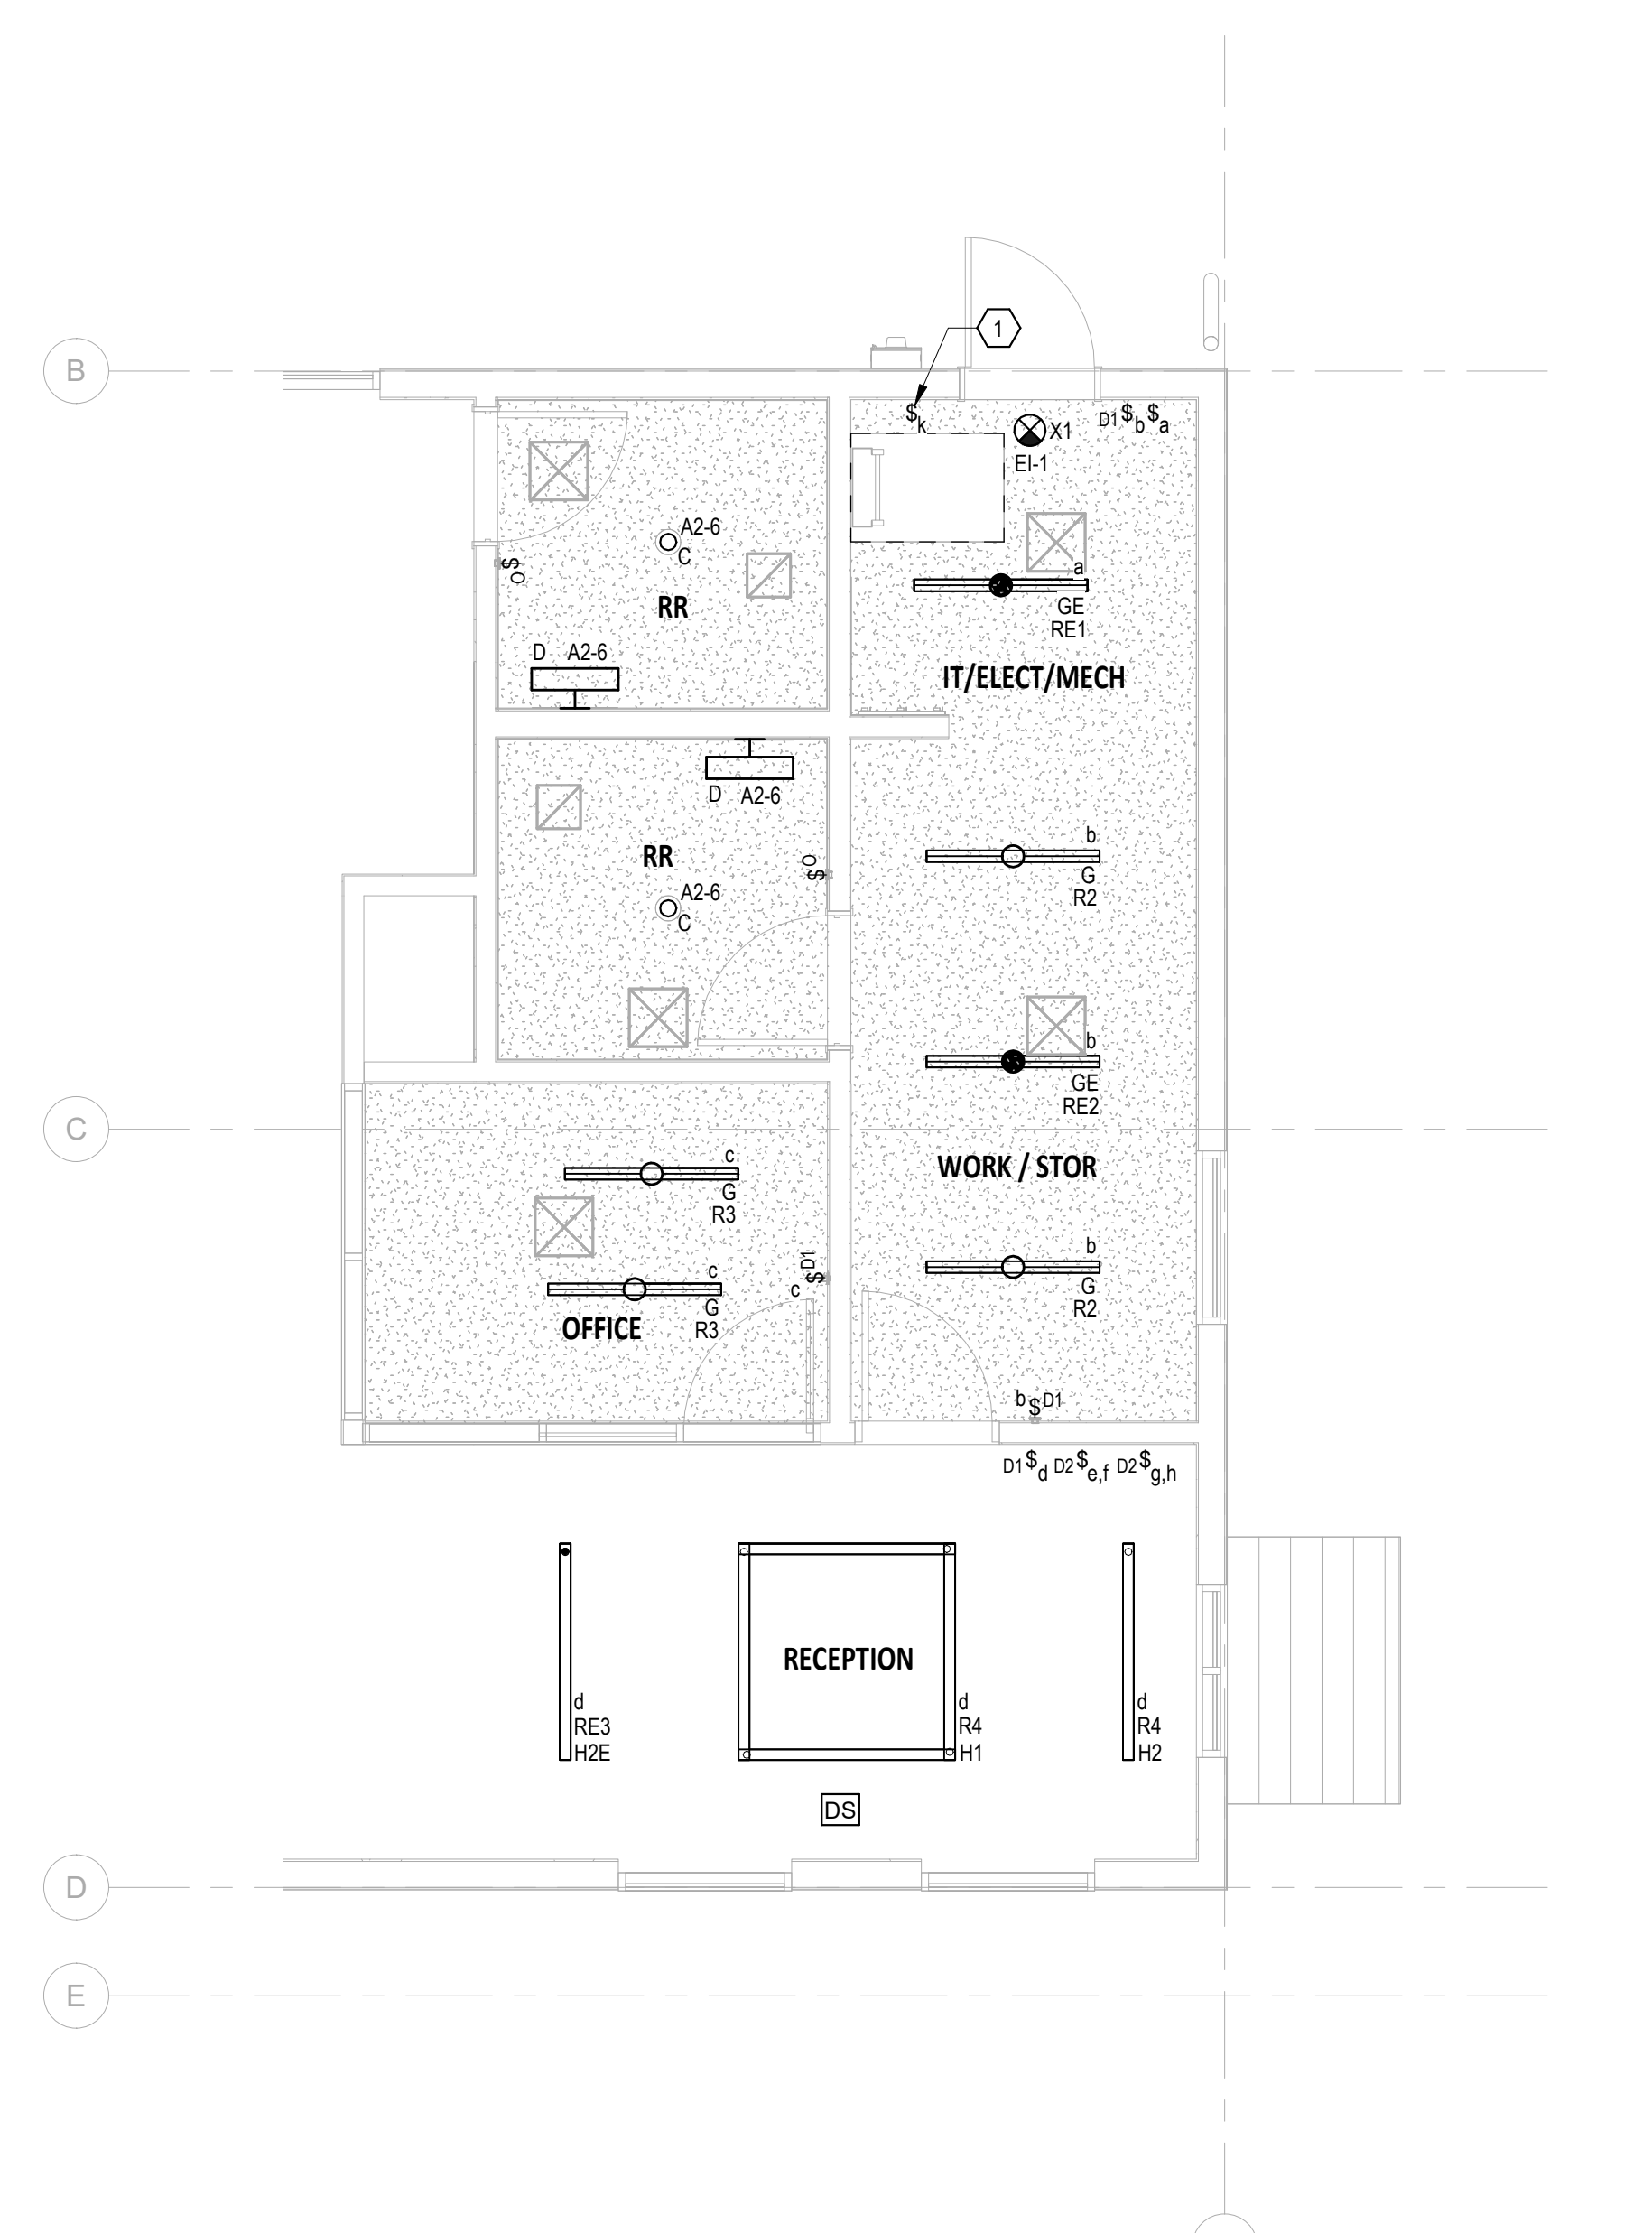 1
B
$k
X1
D1 $b $a
EI-1
A2-6
C
$ O
a
GE
RE1
RR
D A2-6
IT/ELECT/MECH
D A2-6
b
G
R2
RR
$ O
A2-6
C
b
GE
RE2
C
c
G
R3
WORK / STOR
b
G
R2
c
G
R3
c $ D1
OFFICE
b $ D1
D1 $d D2 $e,f D2 $g,h
RECEPTION
d
RE3
H2E
d
R4
H1
d
R4
H2
DS
D
E